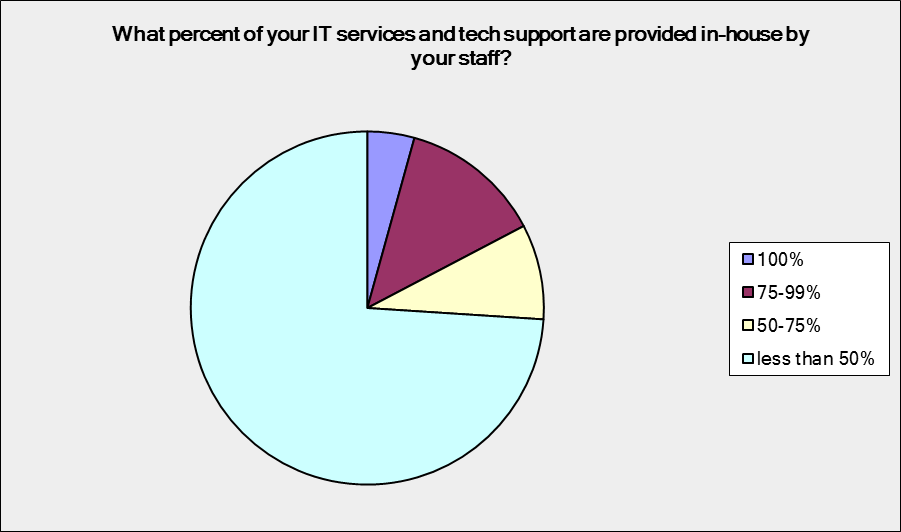 What percent of your IT services and tech support are provided in-house by
your staff?
100%
75-99%
50-75%
less than 50%